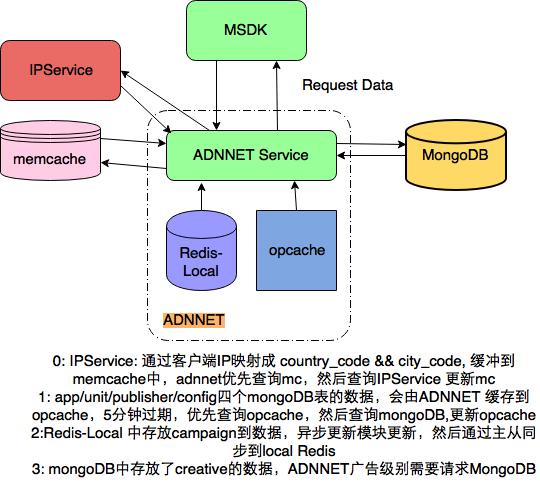 MSDK
IPService
Request Data
memcache
ADNNET Service
MongoDB
Redis-
Local
opcache
ADNNET
0: IPService: 通过客户端IP映射成 country_code && city_code, 缓冲到
memcache中，adnnet优先查询mc，然后查询IPService 更新mc
1: app/unit/publisher/config四个mongoDB表的数据，会由ADNNET 缓存到
opcache，5分钟过期，优先查询opcache，然后查询mongoDB,更新opcache
2:Redis-Local 中存放campaign到数据，异步更新模块更新，然后通过主从同
步到local Redis
3: mongoDB中存放了creative的数据，ADNNET广告级别需要请求MongoDB